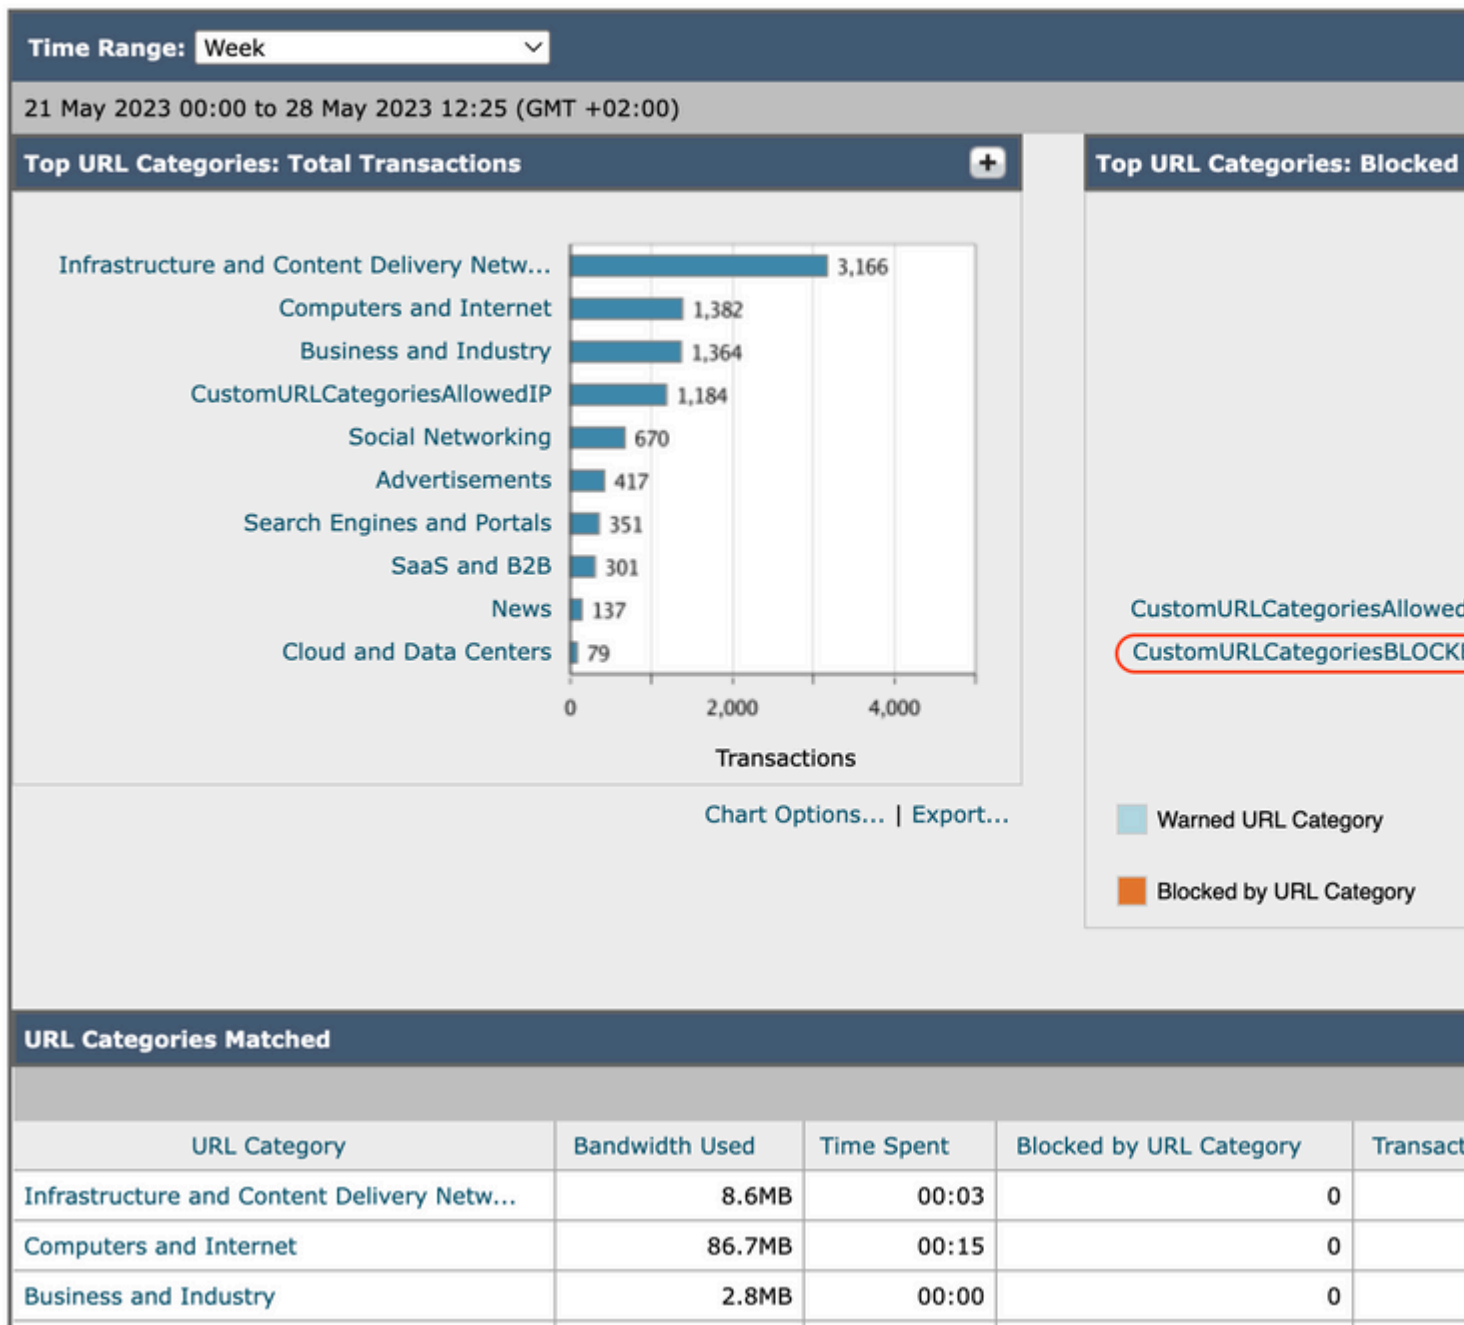 Time Range: Week
21 May 2023 00:00 to 28 May 2023 12:25 (GMT +02:00)
Top URL Categories: Total Transactions
Infrastructure and Content Delivery Netw... 3,166
Computers and Internet 1,382
Business and Industry 1,364
CustomURLCategoriesAllowedIP 1,184
Social Networking 670
Advertisements 417
Search Engines and Portals 351
SaaS and B2B 301
News 137
Cloud and Data Centers 79
0 2,000 4,000
Transactions
Chart Options... | Export...
Top URL Categories: Blocked
CustomURLCategoriesAllowed
CustomURLCategoriesBLOCK
Warned URL Category
Blocked by URL Category
URL Categories Matched
URL Category Bandwidth Used Time Spent Blocked by URL Category Transact
Infrastructure and Content Delivery Netw... 8.6MB 00:03 0
Computers and Internet 86.7MB 00:15 0
Business and Industry 2.8MB 00:00 0